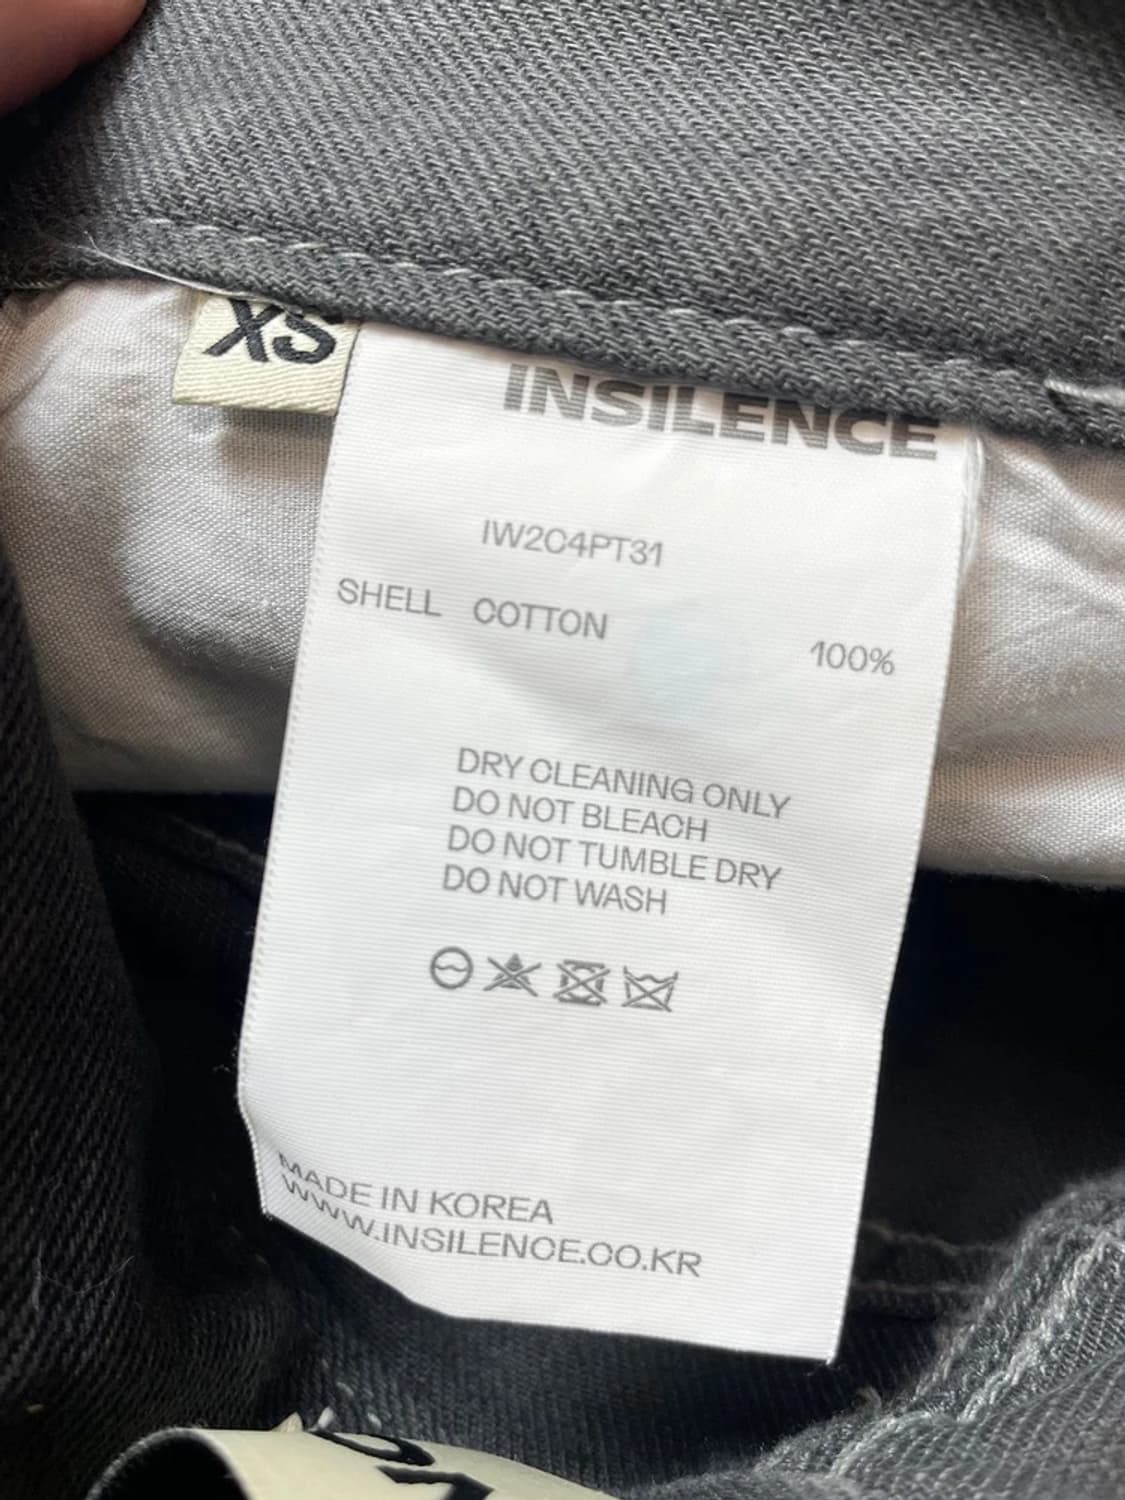 XS
INSILENCE
IW2C4PT31
SHELL COTTON 100%
DRY CLEANING ONLY
DO NOT BLEACH
DO NOT TUMBLE DRY
DO NOT WASH
MADE IN KOREA
WWW.INSILENCE.CO.KR